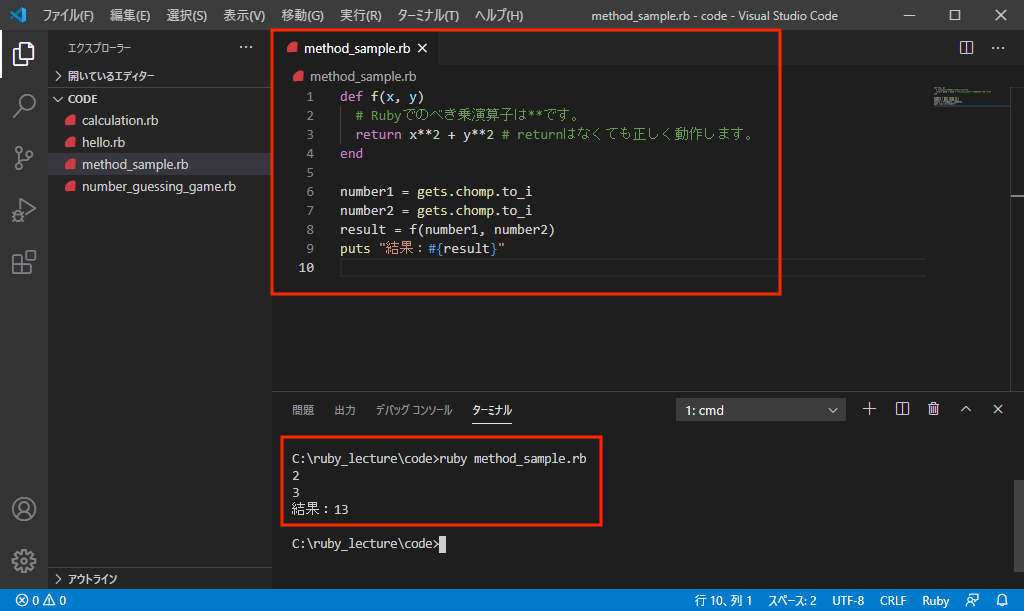 ファイル(F) 編集(E) 選択(S) 表示(V) 移動(G) 実行(R) ターミナル(T) ヘルプ(H) method_sample.rb - code - Visual Studio Code
エクスプローラー
開いているエディター
CODE
calculation.rb
hello.rb
method_sample.rb
number_guessing_game.rb
アウトライン
method_sample.rb
method_sample.rb
1 def f(x, y)
2 # Rubyでのべき乗演算子は**です。
3 return x**2 + y**2 # returnはなくても正しく動作します。
4 end
5
6 number1 = gets.chomp.to_i
7 number2 = gets.chomp.to_i
8 result = f(number1, number2)
9 puts "結果：#{result}"
10
問題 出力 デバッグ コンソール ターミナル 1: cmd
C:\ruby_lecture\code>ruby method_sample.rb
2
3
結果：13
C:\ruby_lecture\code>
0 0 行 10、列 1 スペース: 2 UTF-8 CRLF Ruby